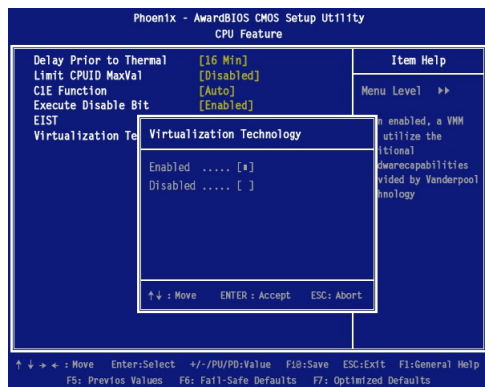 Phoenix - AwardBIOS CMOS Setup Ut1l1ty
CPU Feature
Delay Prior to Thermal [16 Min]
Limit CPUID MaxVal [Disabled]
C1E Function [Auto]
Execute Disable Bit [Enabled]
EIST
Virtualization Te
Item Help
Menu Level ▸▸
n enabled, a VMM
utilize the
itional
dwarecapabilities
vided by Vanderpool
hnology
Virtualization Technology
Enabled ..... [▪]
Disabled ..... [ ]
↑↓ : Move ENTER : Accept ESC: Abort
↑ ↓ → ← : Move Enter:Select +/-/PU/PD:Value F10:Save ESC:Exit F1:General Help
F5: Previos Values F6: Fail-Safe Defaults F7: Optimized Defaults